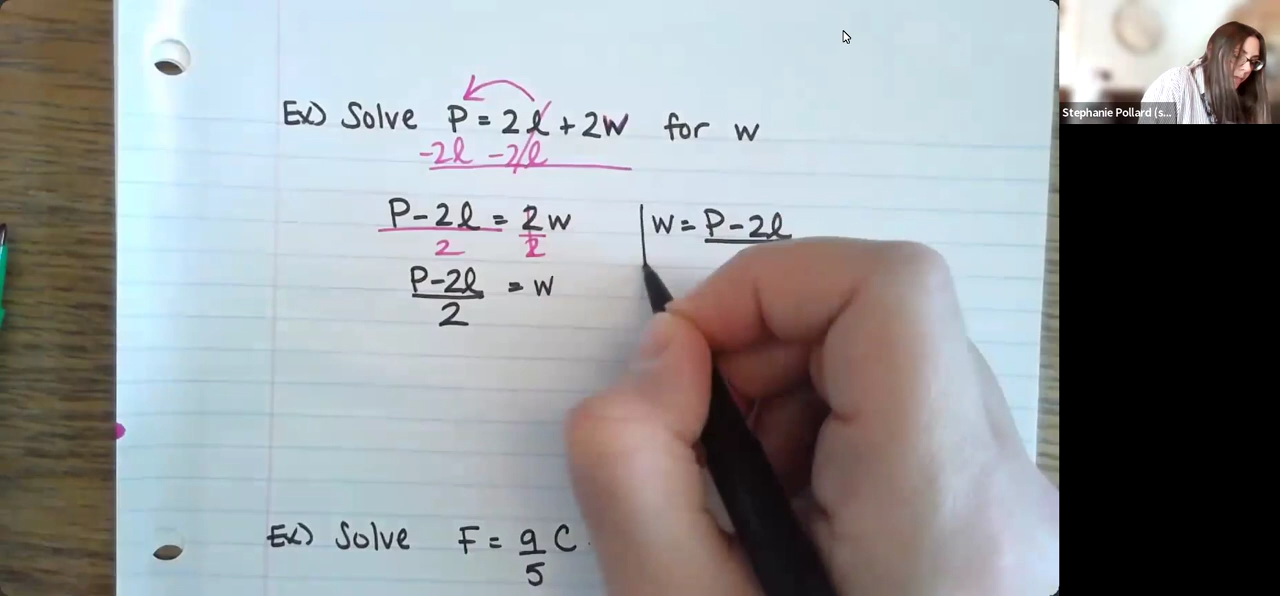 Ex) Solve P = 2l + 2w for w
-2l -2l
P - 2l = 2w
2 2
P-2l = w
2
w = P - 2l
Ex) Solve F = 9 C
5
Stephanie Pollard (s...